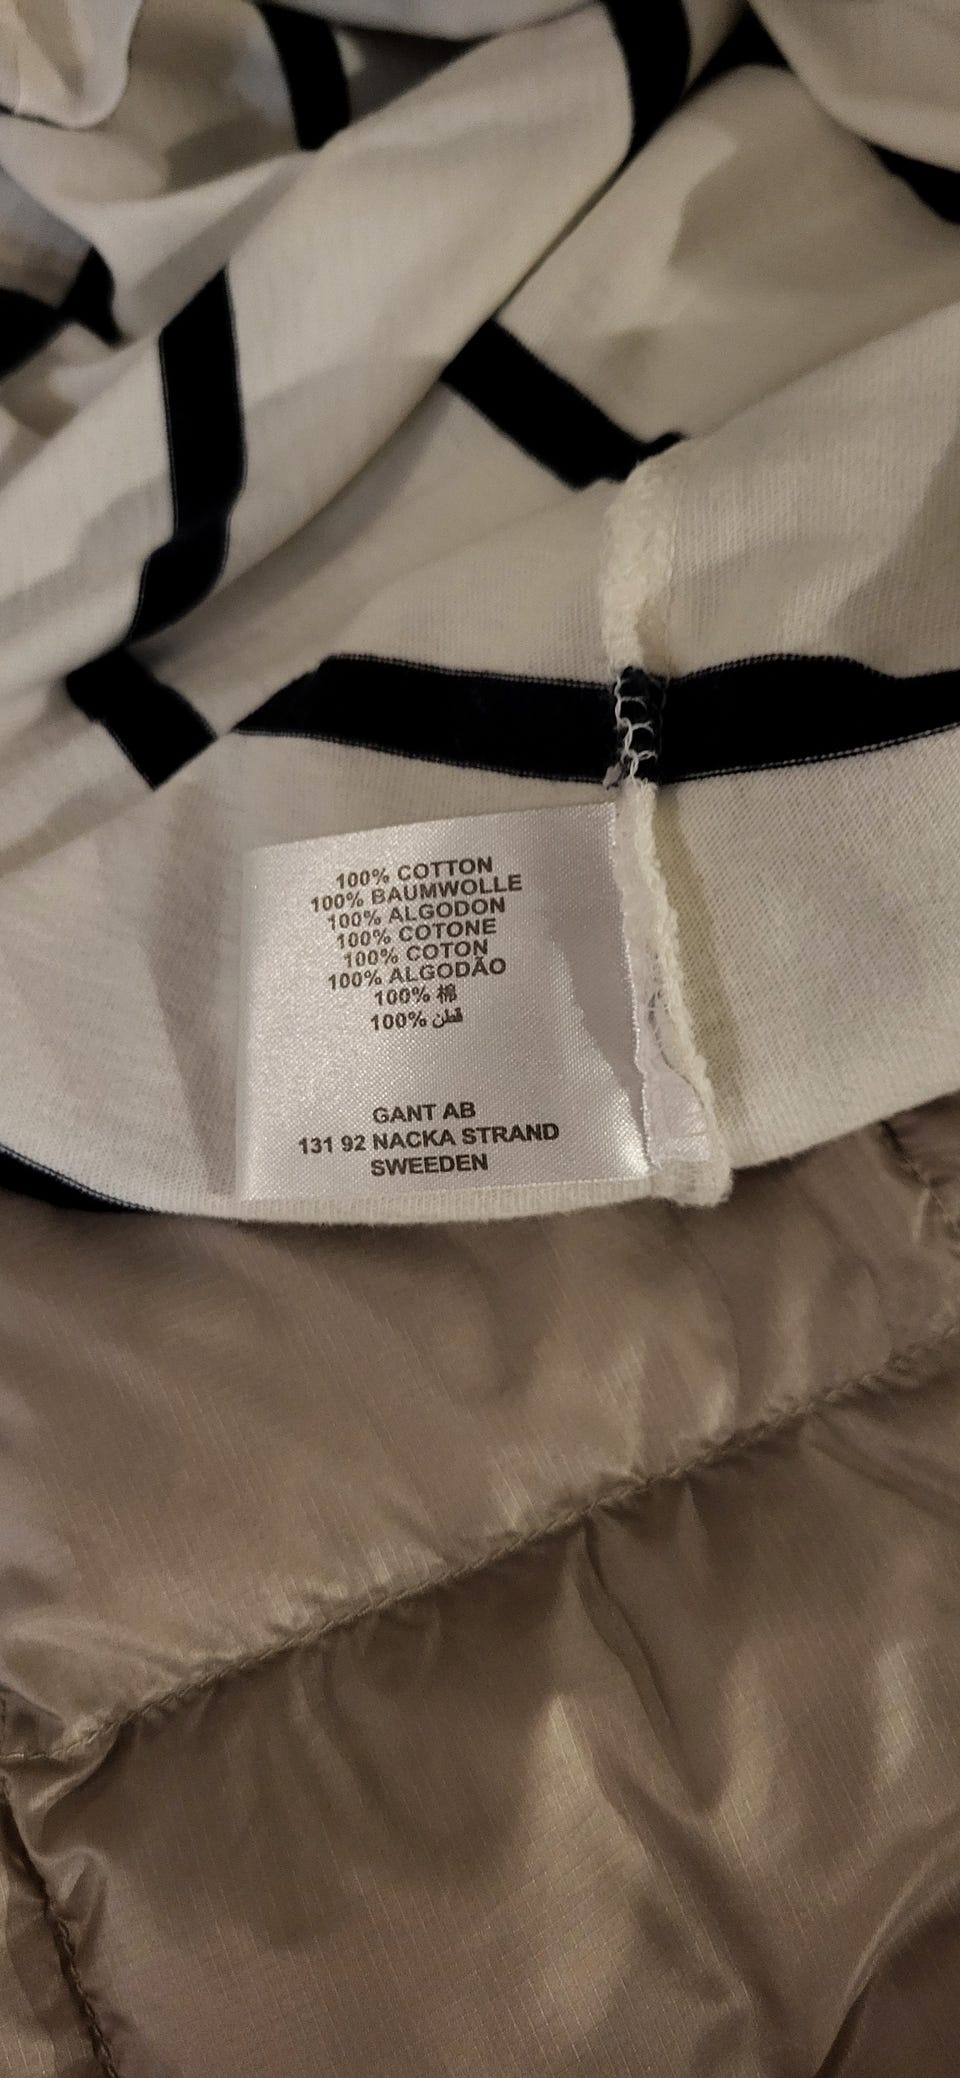 100% COTTON
100% BAUMWOLLE
100% ALGODON
100% COTONE
100% COTON
100% ALGODÃO
100% 棉
100% قطن
GANT AB
131 92 NACKA STRAND
SWEEDEN